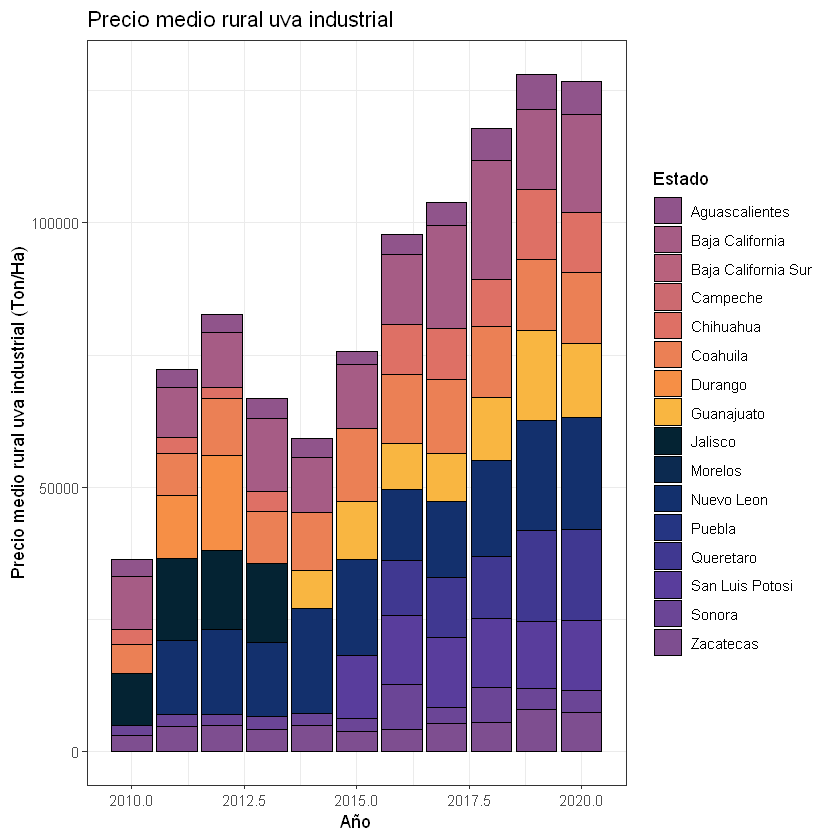 Precio medio rural uva industrial
Precio medio rural uva industrial (Ton/Ha)
100000
50000
0
2010.0
2012.5
2015.0
2017.5
2020.0
Año
Estado
Aguascalientes
Baja California
Baja California Sur
Campeche
Chihuahua
Coahuila
Durango
Guanajuato
Jalisco
Morelos
Nuevo Leon
Puebla
Queretaro
San Luis Potosi
Sonora
Zacatecas